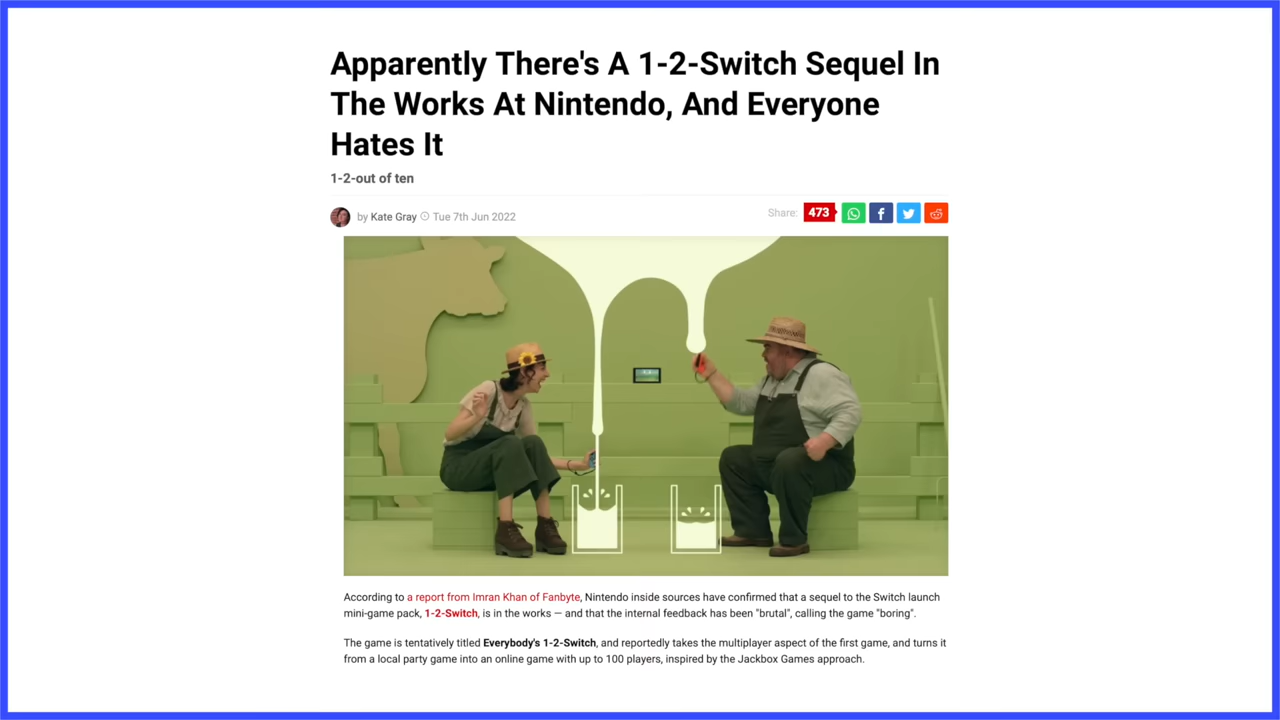 Apparently There's A 1-2-Switch Sequel In
The Works At Nintendo, And Everyone
Hates It
1-2-out of ten
by Kate Gray Tue 7th Jun 2022
Share: 473
According to a report from Imran Khan of Fanbyte, Nintendo inside sources have confirmed that a sequel to the Switch launch
mini-game pack, 1-2-Switch, is in the works — and that the internal feedback has been "brutal", calling the game "boring".
The game is tentatively titled Everybody's 1-2-Switch, and reportedly takes the multiplayer aspect of the first game, and turns it
from a local party game into an online game with up to 100 players, inspired by the Jackbox Games approach.